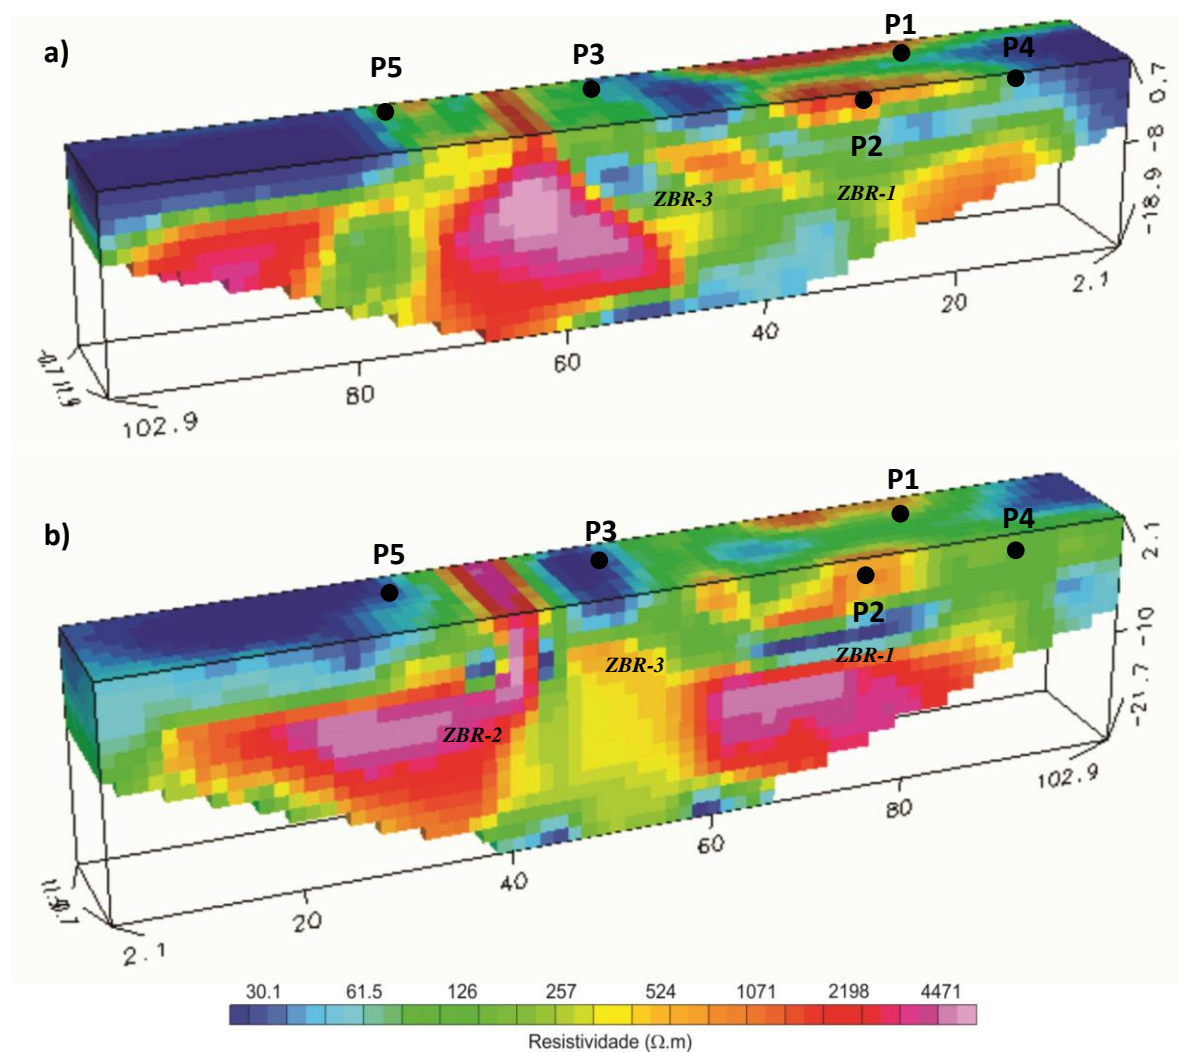 a)
P5
P3
P1
P4
P2
ZBR-3
ZBR-1
0.7
-8
-18.9
2.1
20
40
60
80
102.9
b)
P5
P3
P1
P4
P2
ZBR-3
ZBR-1
ZBR-2
2.1
-10
-21.7
102.9
80
60
40
20
2.1
30.1 61.5 126 257 524 1071 2198 4471
Resistividade (Ω.m)